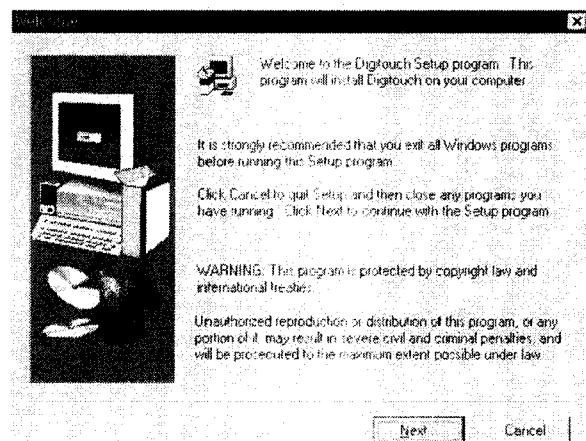 Welcome
Welcome to the Digitouch Setup program. This
program will install Digitouch on your computer.
It is strongly recommended that you exit all Windows programs
before running this Setup program.
Click Cancel to quit Setup and then close any programs you
have running. Click Next to continue with the Setup program.
WARNING: This program is protected by copyright law and
international treaties.
Unauthorized reproduction or distribution of this program, or any
portion of it, may result in severe civil and criminal penalties, and
will be prosecuted to the maximum extent possible under law.
Next
Cancel